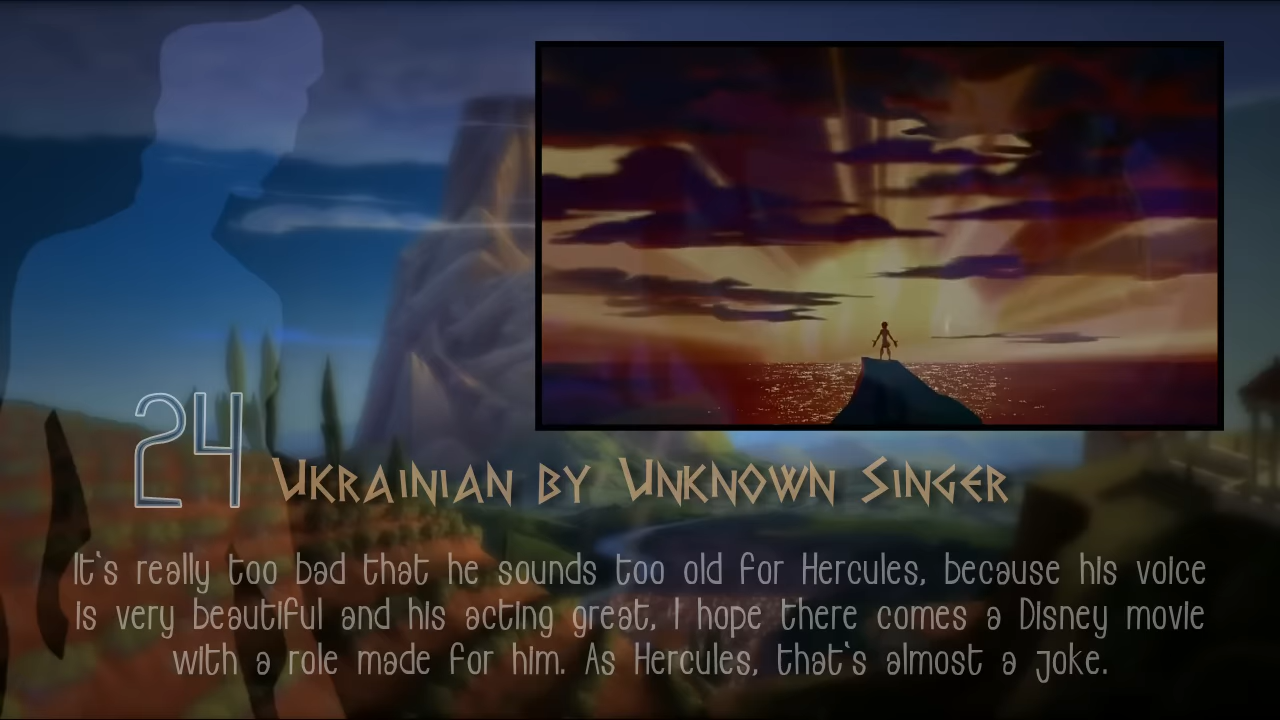 24 Ukrainian by Unknown Singer
It's really too bad that he sounds too old for Hercules, because his voice
is very beautiful and his acting great, I hope there comes a Disney movie
with a role made for him. As Hercules, that's almost a joke.